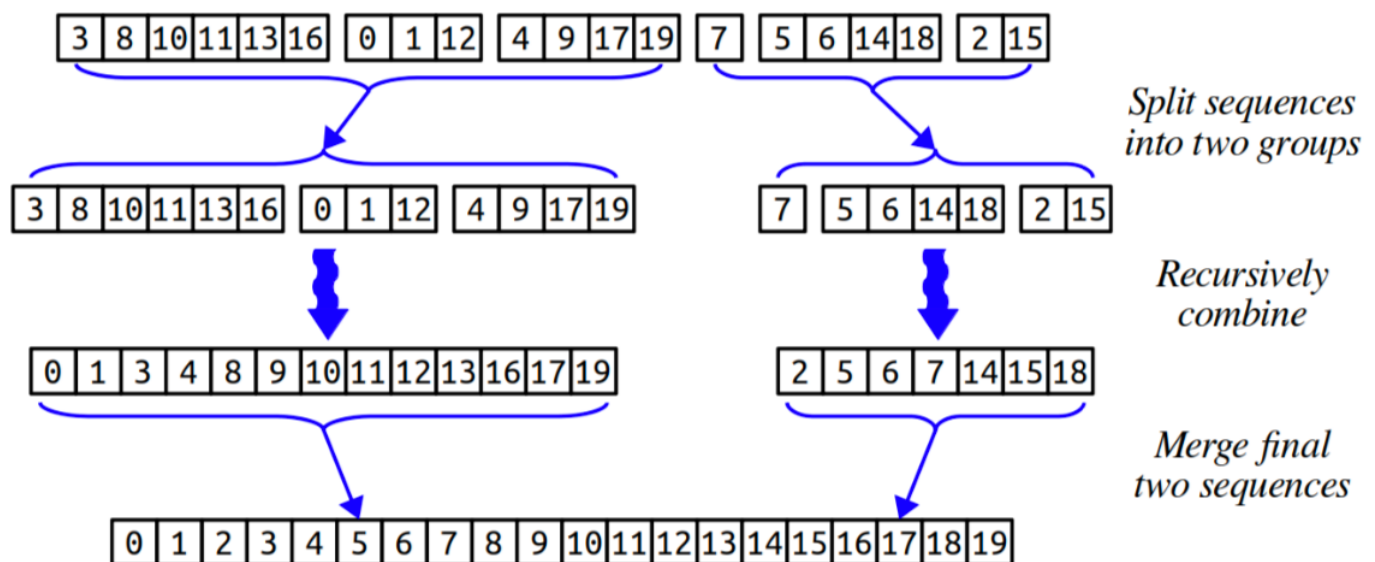 3 8 10 11 13 16 0 1 12 4 9 17 19 7 5 6 14 18 2 15
Split sequences
into two groups
3 8 10 11 13 16 0 1 12 4 9 17 19 7 5 6 14 18 2 15
Recursively
combine
0 1 3 4 8 9 10 11 12 13 16 17 19 2 5 6 7 14 15 18
Merge final
two sequences
0 1 2 3 4 5 6 7 8 9 10 11 12 13 14 15 16 17 18 19